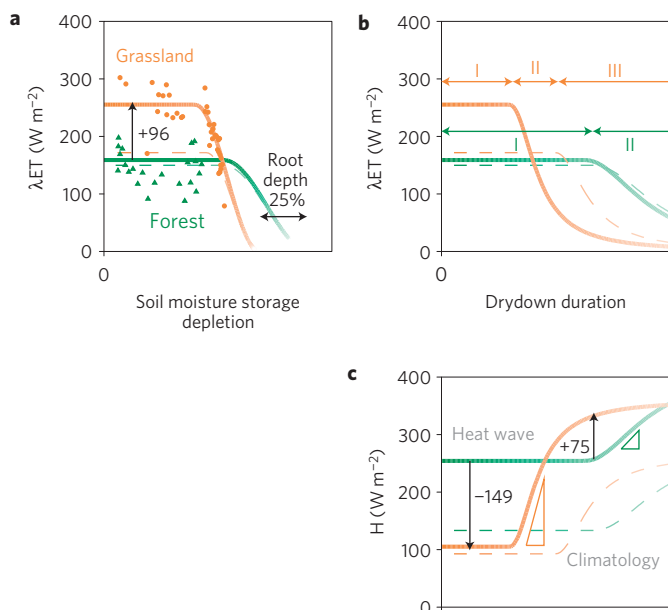 a
Grassland
400
300
200
100
0
λET (W m−2)
+96
Forest
Root
depth
25%
0
Soil moisture storage
depletion
b
400
300
200
100
0
λET (W m−2)
I
II
III
I
II
0
Drydown duration
c
400
300
200
100
0
H (W m−2)
Heat wave
+75
−149
Climatology